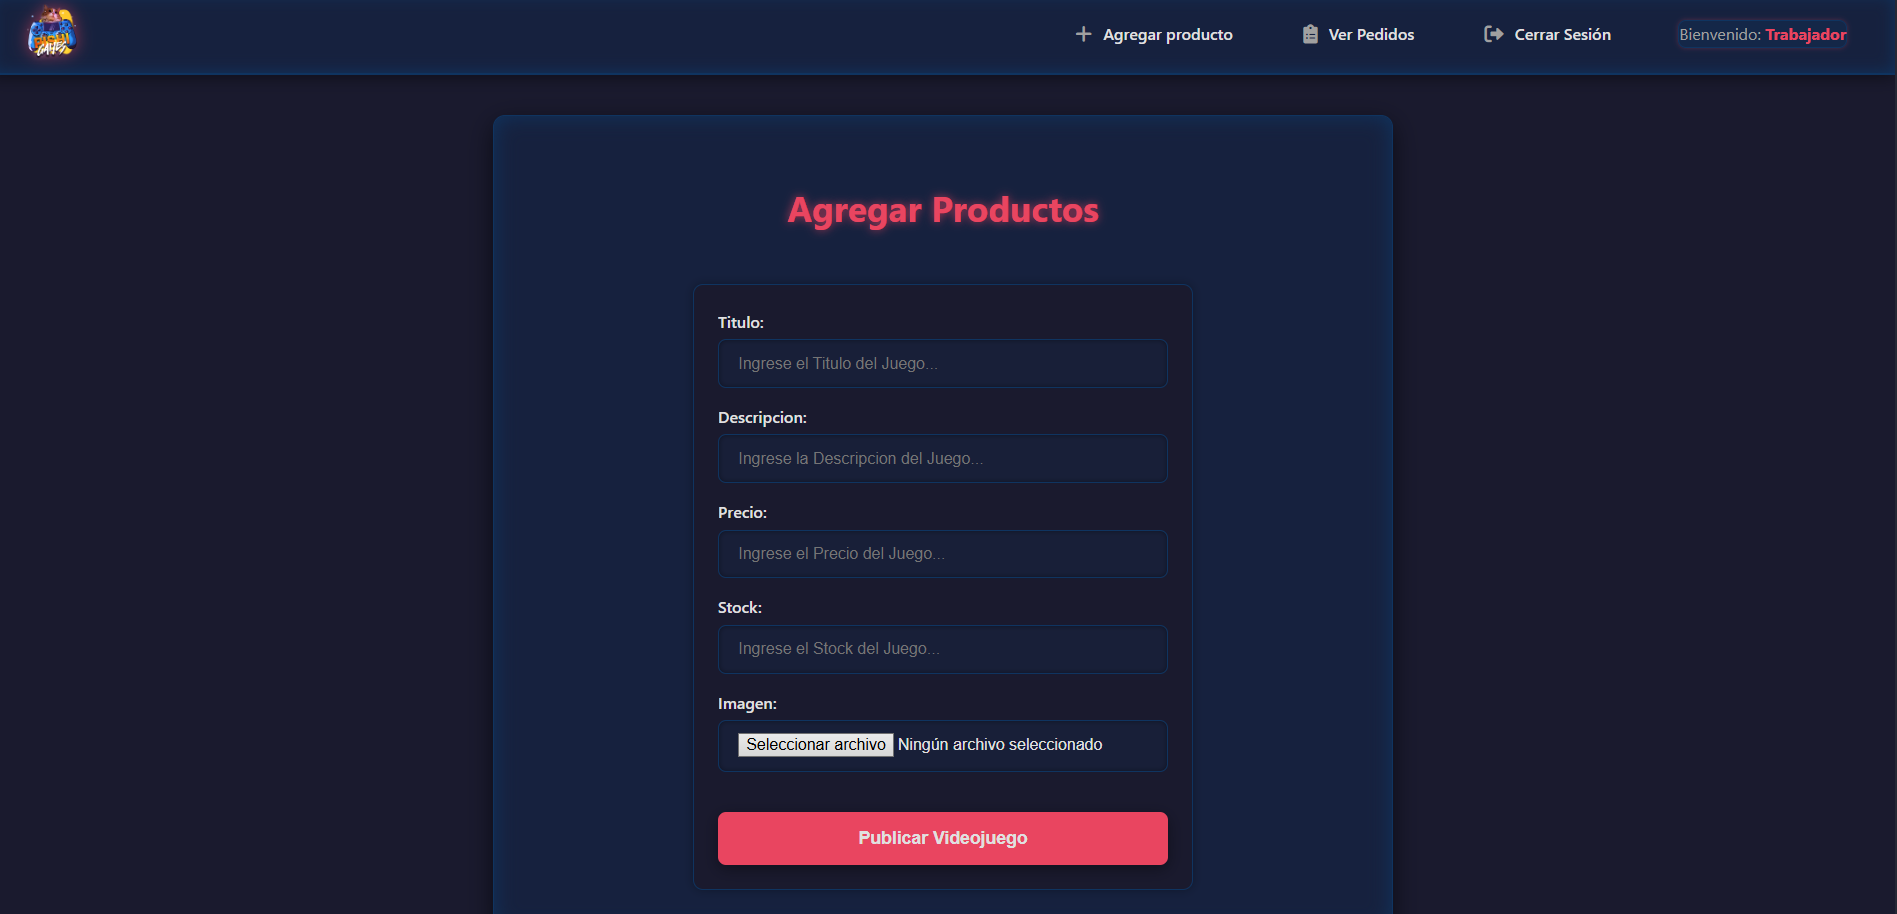 Agregar producto
Ver Pedidos
Cerrar Sesión
Bienvenido: Trabajador
Agregar Productos
Titulo:
Ingrese el Titulo del Juego...
Descripcion:
Ingrese la Descripcion del Juego...
Precio:
Ingrese el Precio del Juego...
Stock:
Ingrese el Stock del Juego...
Imagen:
Seleccionar archivo Ningún archivo seleccionado
Publicar Videojuego